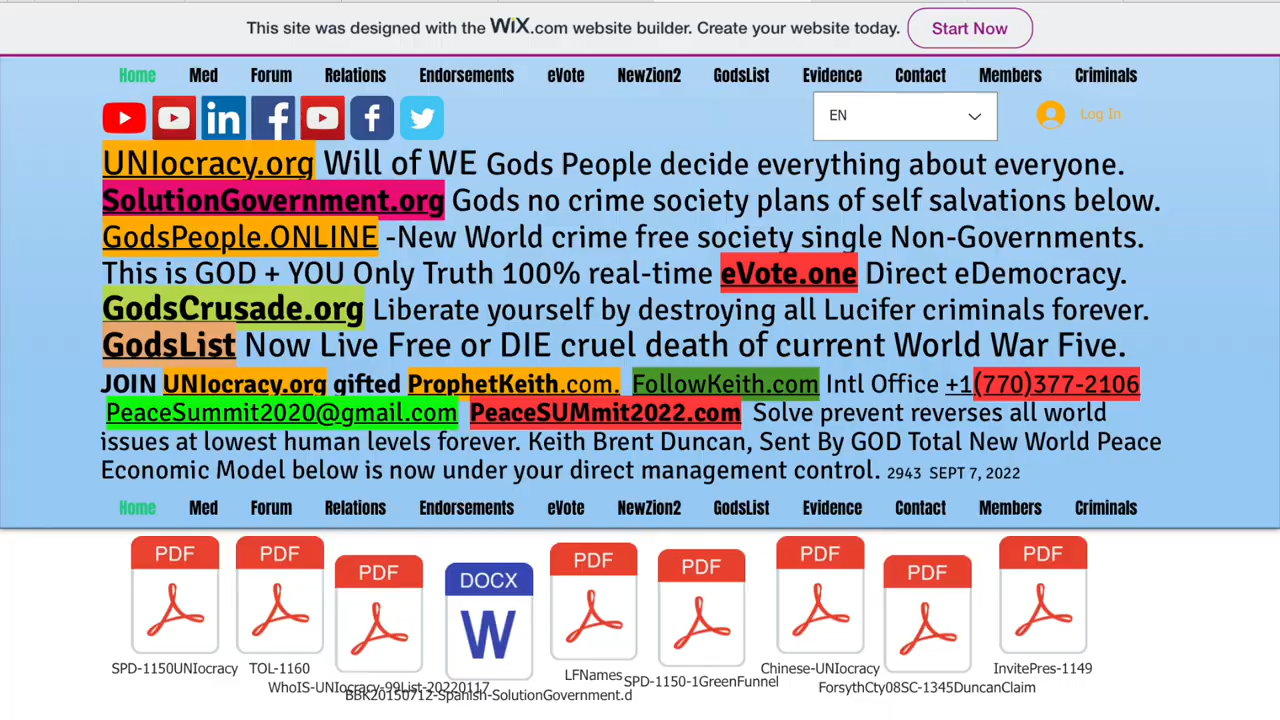 This site was designed with the WiX.com website builder. Create your website today. Start Now
Home Med Forum Relations Endorsements eVote NewZion2 GodsList Evidence Contact Members Criminals
EN Log In
UNIocracy.org Will of WE Gods People decide everything about everyone.
SolutionGovernment.org Gods no crime society plans of self salvations below.
GodsPeople.ONLINE -New World crime free society single Non-Governments.
This is GOD + YOU Only Truth 100% real-time eVote.one Direct eDemocracy.
GodsCrusade.org Liberate yourself by destroying all Lucifer criminals forever.
GodsList Now Live Free or DIE cruel death of current World War Five.
JOIN UNIocracy.org gifted ProphetKeith.com. FollowKeith.com Intl Office +1(770)377-2106
PeaceSummit2020@gmail.com PeaceSUMmit2022.com Solve prevent reverses all world
issues at lowest human levels forever. Keith Brent Duncan, Sent By GOD Total New World Peace
Economic Model below is now under your direct management control. 2943 SEPT 7, 2022
Home Med Forum Relations Endorsements eVote NewZion2 GodsList Evidence Contact Members Criminals
PDF PDF PDF DOCX PDF PDF PDF PDF PDF
SPD-1150UNIocracy TOL-1160 LFNames Chinese-UNIocracy InvitePres-1149
WhoIS-UNIocracy-99List-20220117 SPD-1150-1GreenFunnel ForsythCty08SC-1345DuncanClaim
BBK20150712-Spanish-SolutionGovernment.d